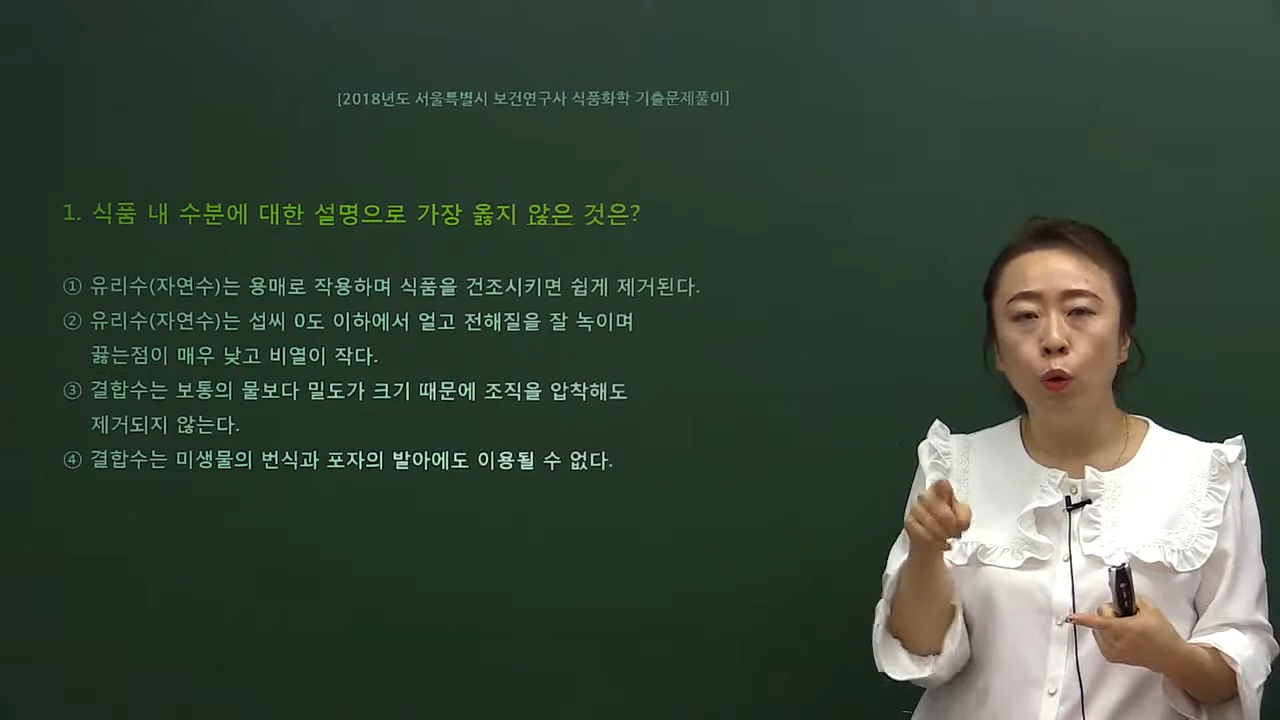 [2018년도 서울특별시 보건연구사 식품화학 기출문제풀이]
1. 식품 내 수분에 대한 설명으로 가장 옳지 않은 것은?
① 유리수(자연수)는 용매로 작용하며 식품을 건조시키면 쉽게 제거된다.
② 유리수(자연수)는 섭씨 0도 이하에서 얼고 전해질을 잘 녹이며
끓는점이 매우 낮고 비열이 작다.
③ 결합수는 보통의 물보다 밀도가 크기 때문에 조직을 압착해도
제거되지 않는다.
④ 결합수는 미생물의 번식과 포자의 발아에도 이용될 수 없다.